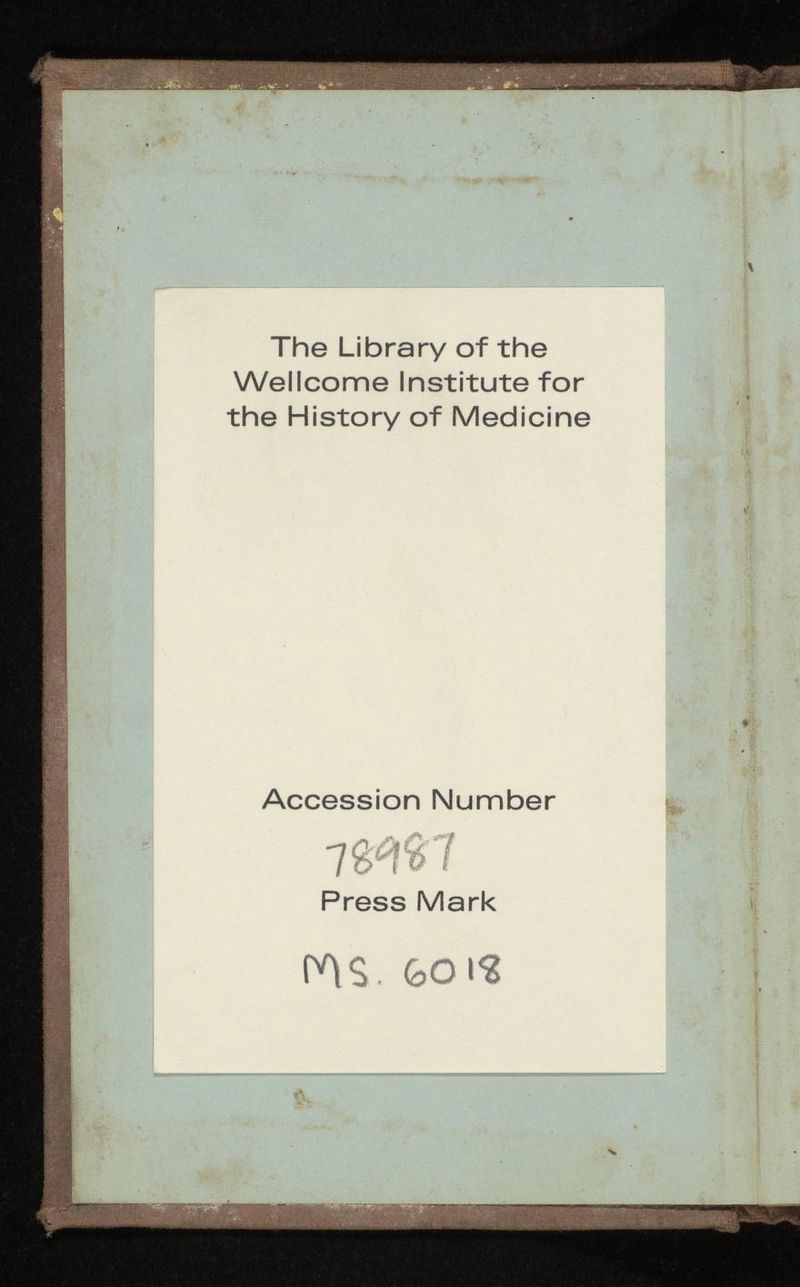 The Library of the
Wellcome Institute for
the History of Medicine
Accession Number
78987
Press Mark
MS. 6018